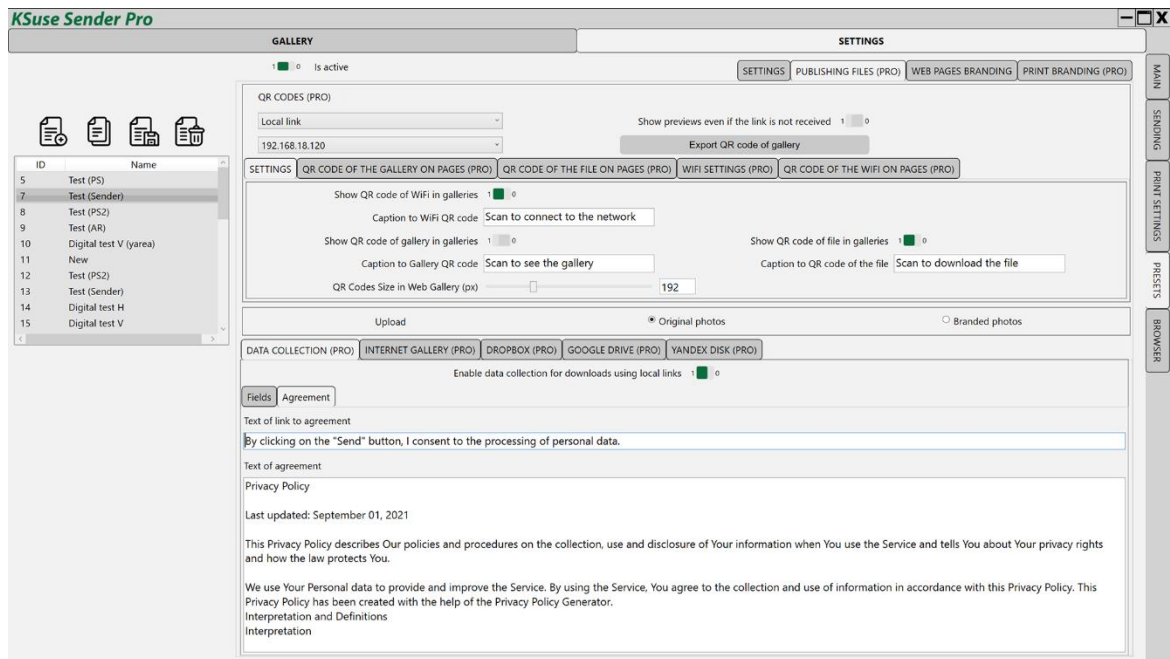 KSuse Sender Pro
GALLERY
SETTINGS
1 0 Is active
SETTINGS PUBLISHING FILES (PRO) WEB PAGES BRANDING PRINT BRANDING (PRO)
MAIN
SENDING
PRINT SETTINGS
PRESETS
BROWSER
ID Name
5 Test (PS)
7 Test (Sender)
8 Test (PS2)
9 Test (AR)
10 Digital test V (yarea)
11 New
12 Test (PS2)
13 Test (Sender)
14 Digital test H
15 Digital test V
QR CODES (PRO)
Local link
Show previews even if the link is not received 1 0
192.168.18.120
Export QR code of gallery
SETTINGS QR CODE OF THE GALLERY ON PAGES (PRO) QR CODE OF THE FILE ON PAGES (PRO) WIFI SETTINGS (PRO) QR CODE OF THE WIFI ON PAGES (PRO)
Show QR code of WiFi in galleries 1 0
Caption to WiFi QR code Scan to connect to the network
Show QR code of gallery in galleries 1 0
Show QR code of file in galleries 1 0
Caption to Gallery QR code Scan to see the gallery
Caption to QR code of the file Scan to download the file
QR Codes Size in Web Gallery (px) 192
Upload Original photos Branded photos
DATA COLLECTION (PRO) INTERNET GALLERY (PRO) DROPBOX (PRO) GOOGLE DRIVE (PRO) YANDEX DISK (PRO)
Enable data collection for downloads using local links 1 0
Fields Agreement
Text of link to agreement
By clicking on the "Send" button, I consent to the processing of personal data.
Text of agreement
Privacy Policy
Last updated: September 01, 2021
This Privacy Policy describes Our policies and procedures on the collection, use and disclosure of Your information when You use the Service and tells You about Your privacy rights
and how the law protects You.
We use Your Personal data to provide and improve the Service. By using the Service, You agree to the collection and use of information in accordance with this Privacy Policy. This
Privacy Policy has been created with the help of the Privacy Policy Generator.
Interpretation and Definitions
Interpretation